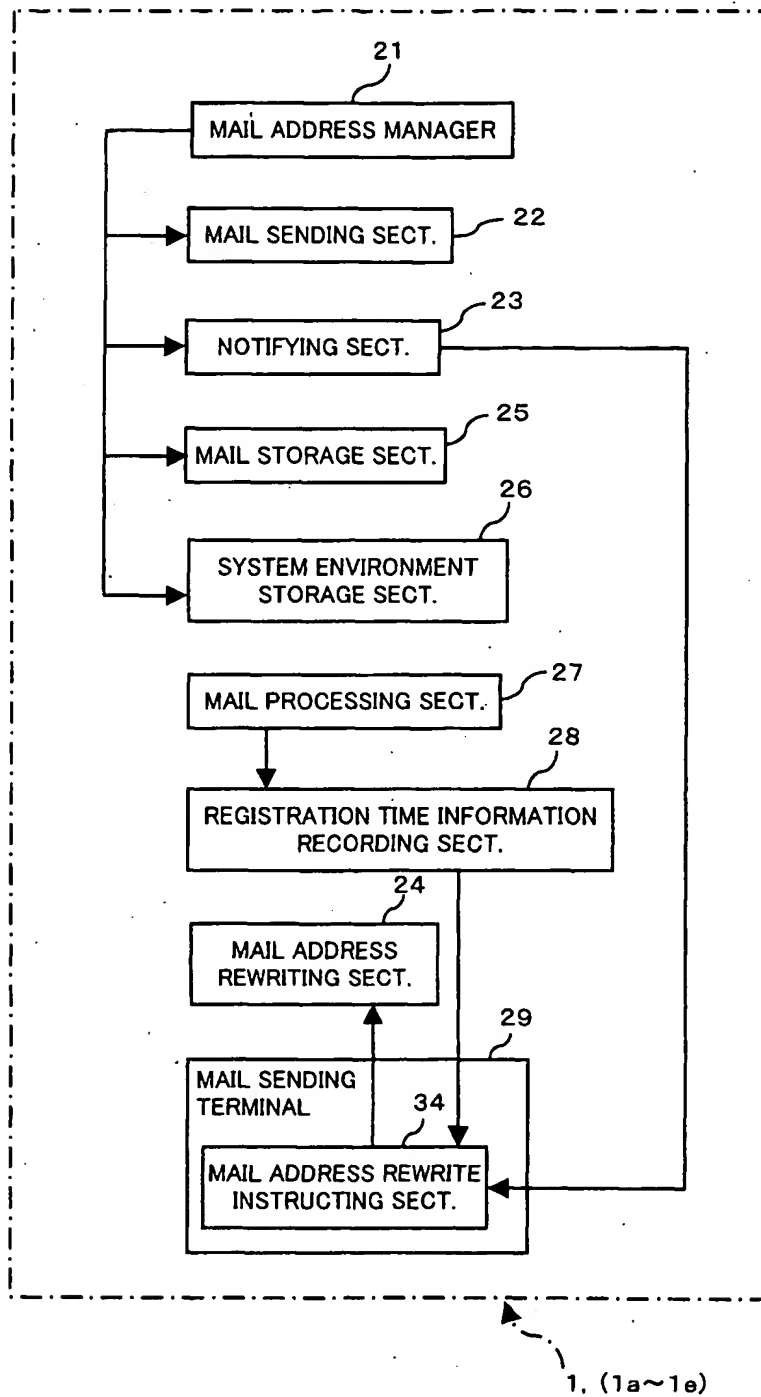 21
MAIL ADDRESS MANAGER
22
MAIL SENDING SECT.
23
NOTIFYING SECT.
25
MAIL STORAGE SECT.
26
SYSTEM ENVIRONMENT
STORAGE SECT.
27
MAIL PROCESSING SECT.
28
REGISTRATION TIME INFORMATION
RECORDING SECT.
24
MAIL ADDRESS
REWRITING SECT.
29
MAIL SENDING
TERMINAL
34
MAIL ADDRESS REWRITE
INSTRUCTING SECT.
1, (1a~1e)